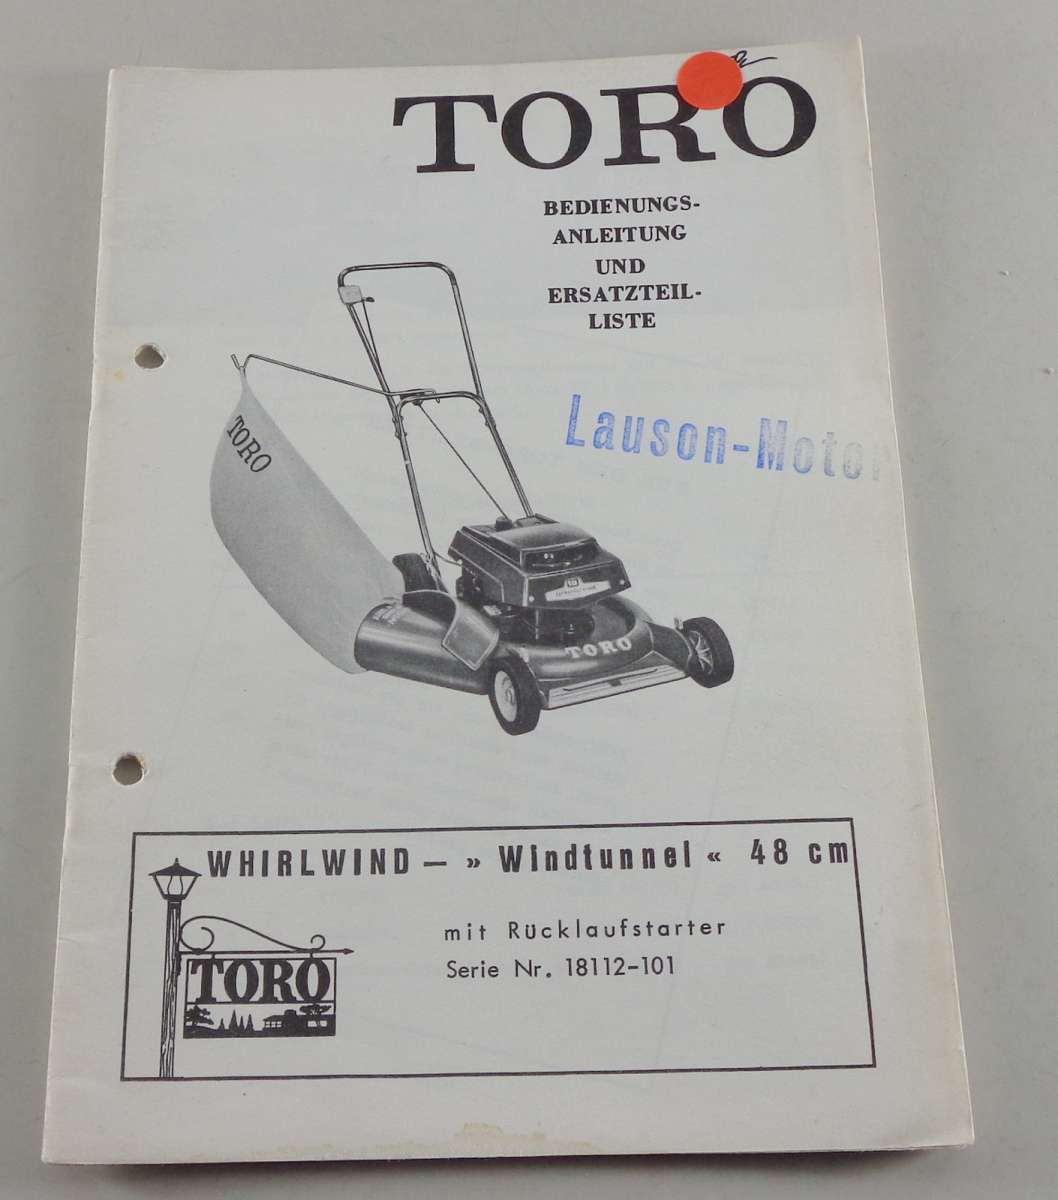 TORO
BEDIENUNGS-
ANLEITUNG
UND
ERSATZTEIL-
LISTE
TORO
Lauson-Motor
TORO
WHIRLWIND — » Windtunnel « 48 cm
mit Rücklaufstarter
Serie Nr. 18112-101
TORO